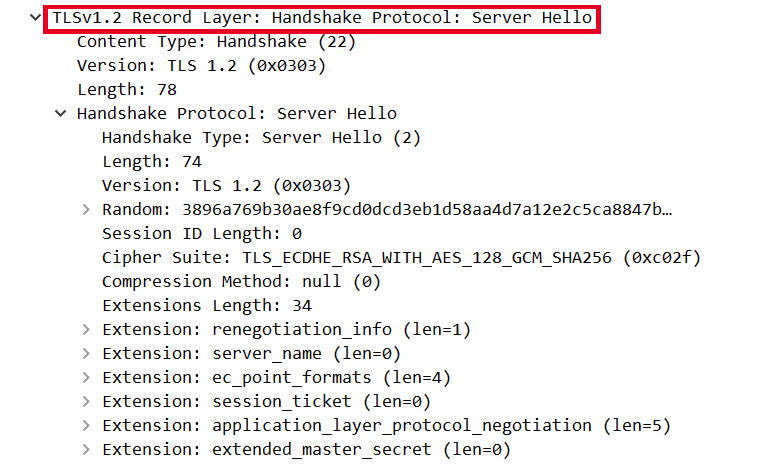 TLSv1.2 Record Layer: Handshake Protocol: Server Hello
Content Type: Handshake (22)
Version: TLS 1.2 (0x0303)
Length: 78
Handshake Protocol: Server Hello
Handshake Type: Server Hello (2)
Length: 74
Version: TLS 1.2 (0x0303)
Random: 3896a769b30ae8f9cd0dcd3eb1d58aa4d7a12e2c5ca8847b…
Session ID Length: 0
Cipher Suite: TLS_ECDHE_RSA_WITH_AES_128_GCM_SHA256 (0xc02f)
Compression Method: null (0)
Extensions Length: 34
Extension: renegotiation_info (len=1)
Extension: server_name (len=0)
Extension: ec_point_formats (len=4)
Extension: session_ticket (len=0)
Extension: application_layer_protocol_negotiation (len=5)
Extension: extended_master_secret (len=0)